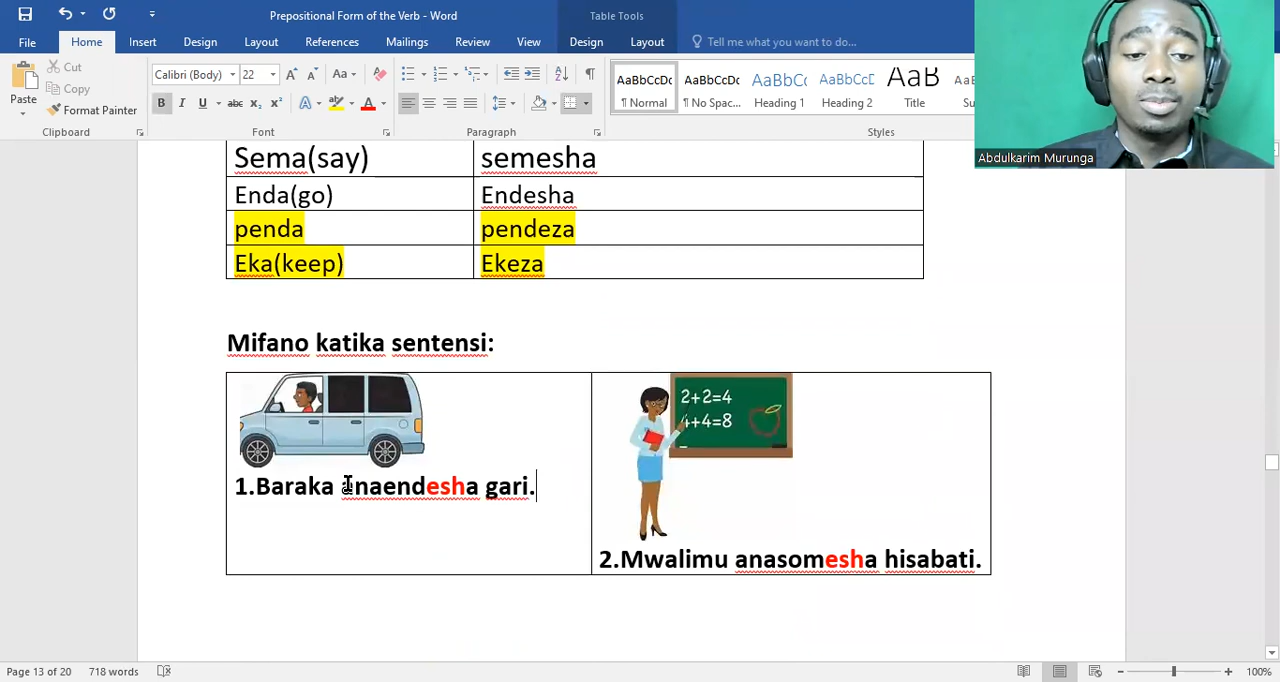 Prepositional Form of the Verb - Word
Table Tools
File
Home
Insert
Design
Layout
References
Mailings
Review
View
Design
Layout
Tell me what you want to do...
Paste
Cut
Copy
Format Painter
Clipboard
Calibri (Body)
22
Font
Paragraph
AaBbCcDc
¶ Normal
AaBbCcDc
¶ No Spac...
AaBbCc
Heading 1
AaBbCcD
Heading 2
AaB
Title
Styles
Abdulkarim Murunga
Sema(say) semesha
Enda(go) Endesha
penda pendeza
Eka(keep) Ekeza
Mifano katika sentensi:
2+2=4
4+4=8
1.Baraka anaendesha gari.
2.Mwalimu anasomesha hisabati.
Page 13 of 20
718 words
100%